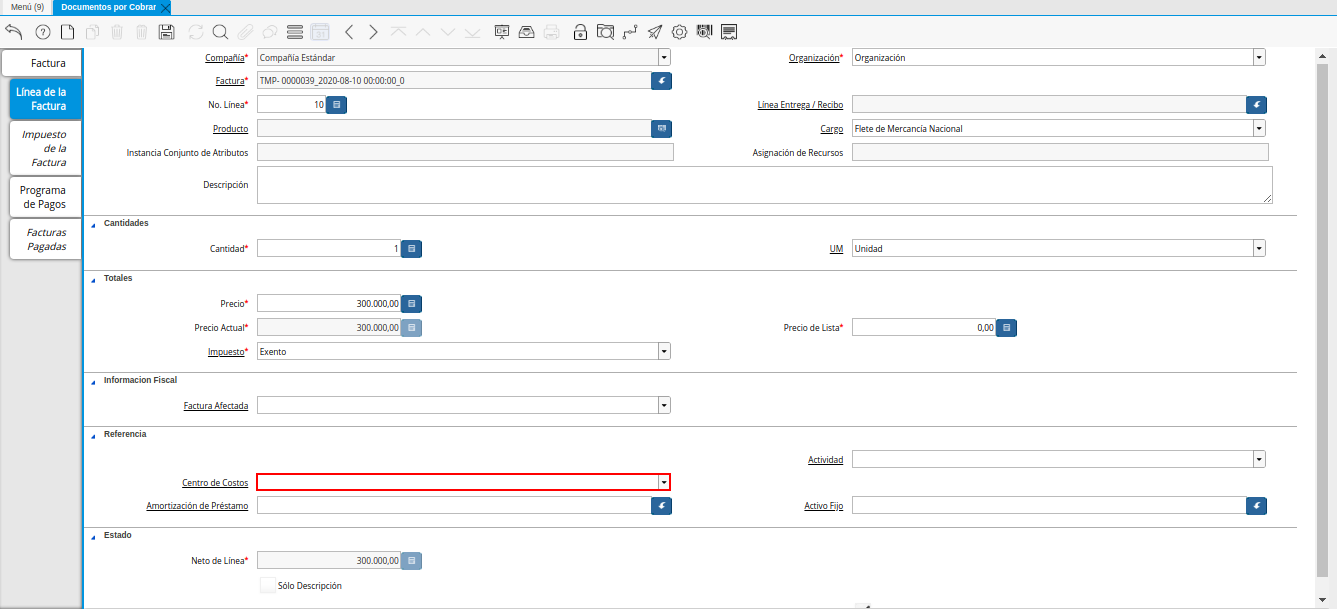 Menú (9)
Documentos por Cobrar
Factura
Línea de la
Factura
Impuesto
de la
Factura
Programa
de Pagos
Facturas
Pagadas
Compañía* Compañía Estándar
Organización* Organización
Factura* TMP- 0000039_2020-08-10 00:00:00_0
No. Línea* 10
Línea Entrega / Recibo
Producto
Cargo Flete de Mercancía Nacional
Instancia Conjunto de Atributos
Asignación de Recursos
Descripción
Cantidades
Cantidad* 1
UM Unidad
Totales
Precio* 300.000,00
Precio Actual* 300.000,00
Precio de Lista* 0,00
Impuesto* Exento
Informacion Fiscal
Factura Afectada
Referencia
Actividad
Centro de Costos
Amortización de Préstamo
Activo Fijo
Estado
Neto de Línea* 300.000,00
Sólo Descripción